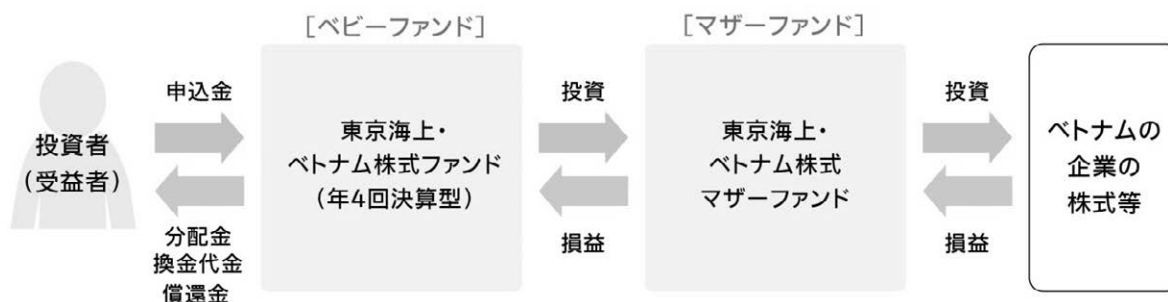 [ベビーファンド]
[マザーファンド]
投資者
（受益者）
申込金
分配金
換金代金
償還金
東京海上・
ベトナム株式ファンド
（年4回決算型）
投資
損益
東京海上・
ベトナム株式
マザーファンド
投資
損益
ベトナムの
企業の
株式等